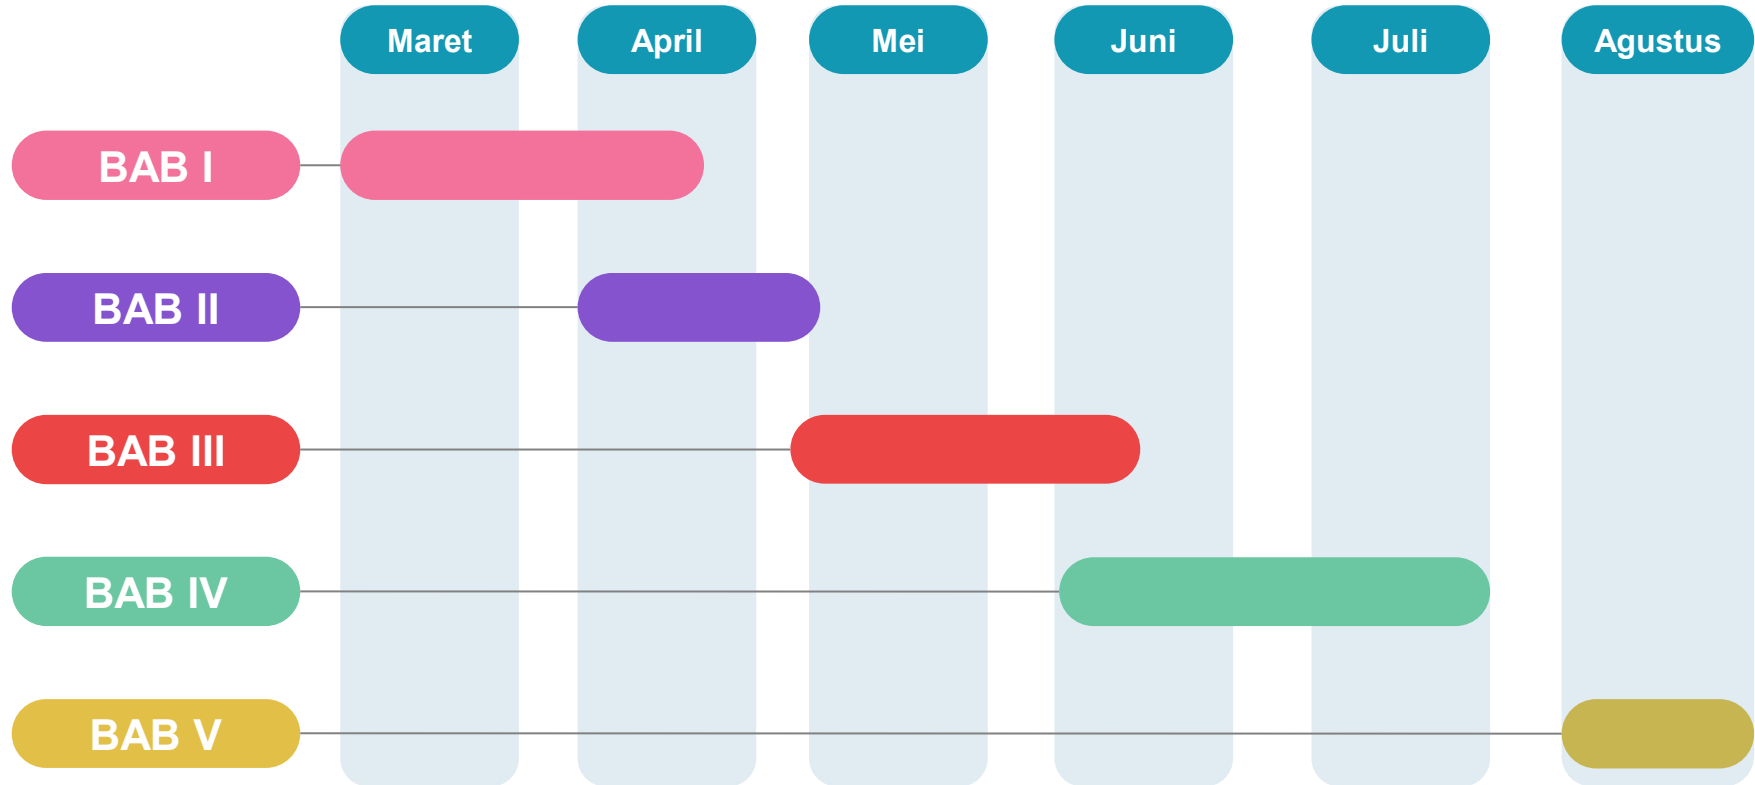 Maret April Mei Juni Juli Agustus
BAB I
BAB II
BAB III
BAB IV
BAB V